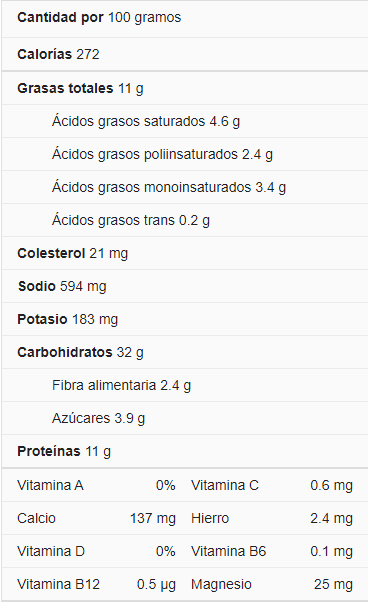 Cantidad por 100 gramos
Calorías 272
Grasas totales 11 g
Ácidos grasos saturados 4.6 g
Ácidos grasos poliinsaturados 2.4 g
Ácidos grasos monoinsaturados 3.4 g
Ácidos grasos trans 0.2 g
Colesterol 21 mg
Sodio 594 mg
Potasio 183 mg
Carbohidratos 32 g
Fibra alimentaria 2.4 g
Azúcares 3.9 g
Proteínas 11 g
Vitamina A 0% Vitamina C 0.6 mg
Calcio 137 mg Hierro 2.4 mg
Vitamina D 0% Vitamina B6 0.1 mg
Vitamina B12 0.5 µg Magnesio 25 mg